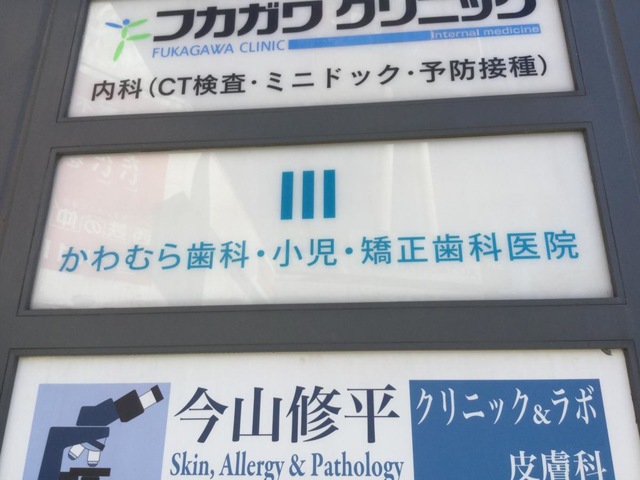 フカガワ クリニック
FUKAGAWA CLINIC
internal medicine
内科（CT検査・ミニドック・予防接種）
かわむら歯科・小児・矯正歯科医院
今山修平
クリニック&ラボ
Skin, Allergy & Pathology
皮膚科